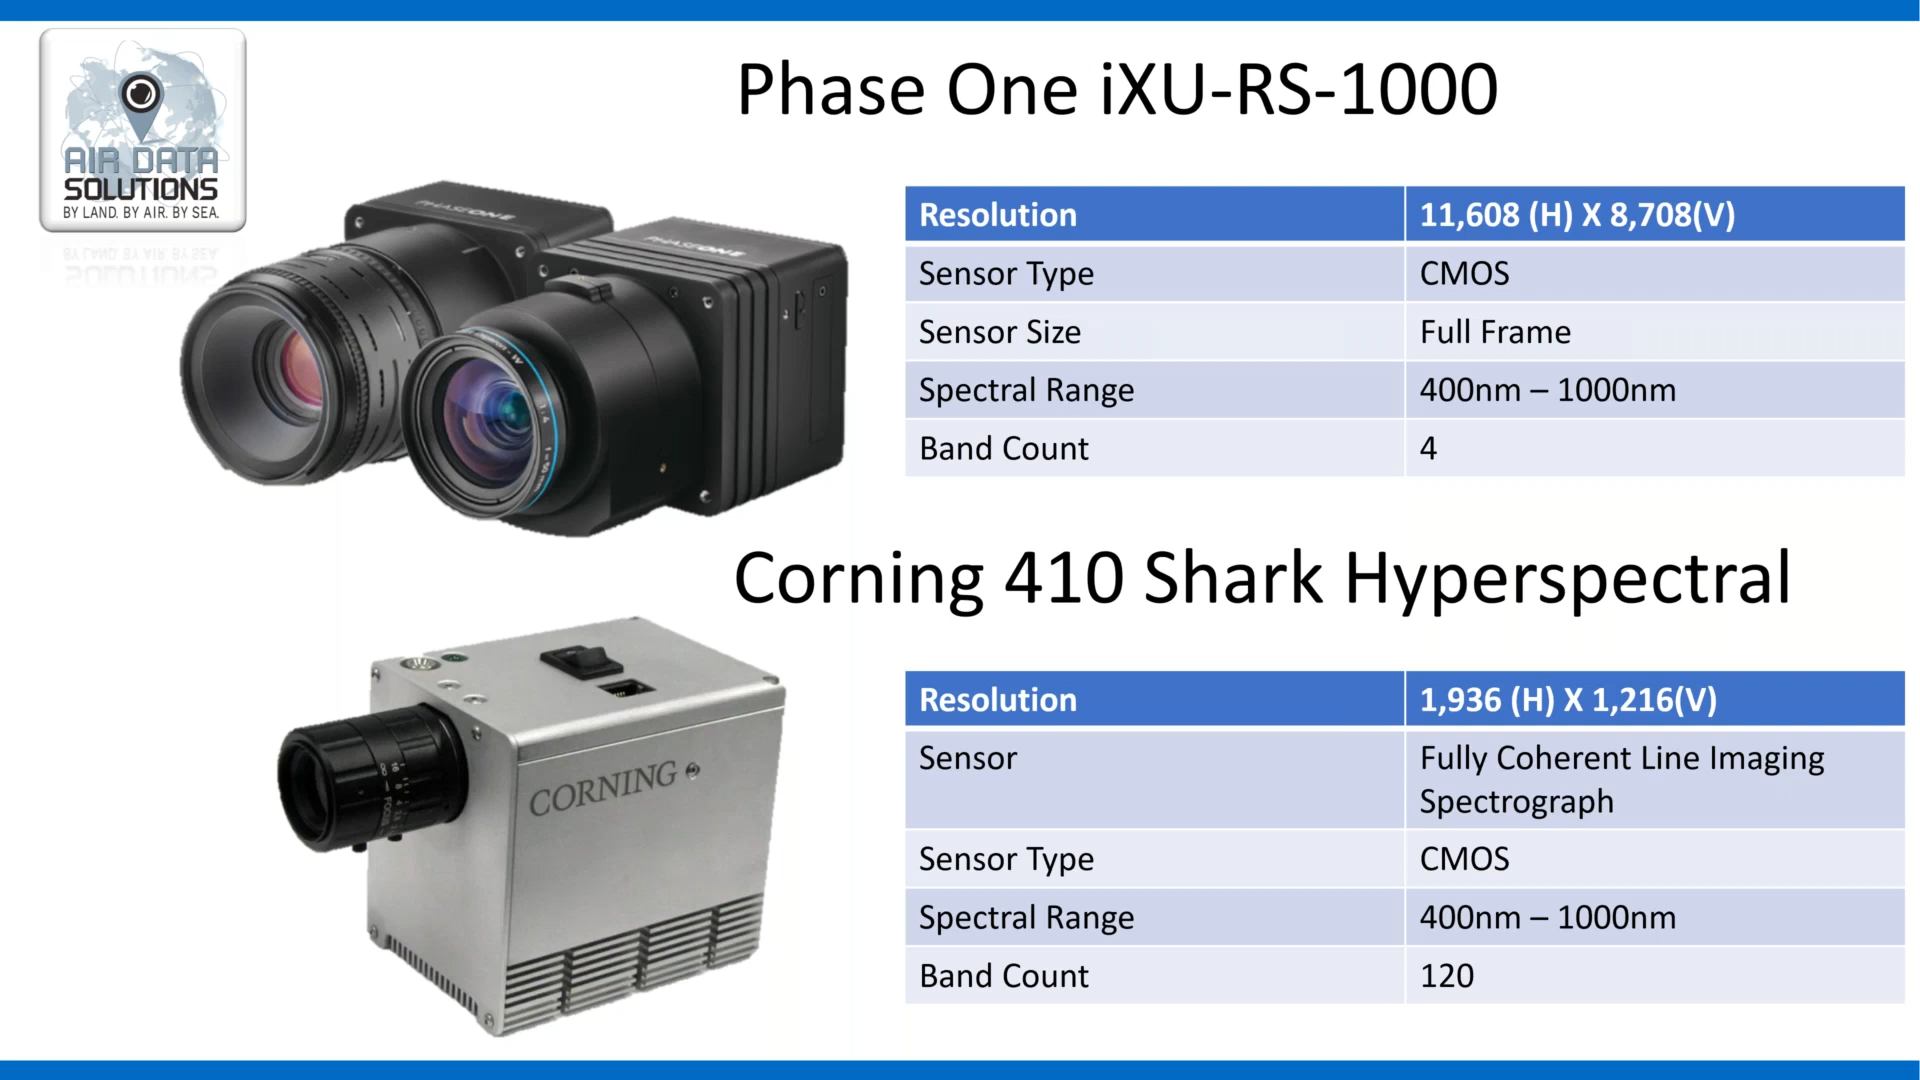 AIR DATA
SOLUTIONS
BY LAND. BY AIR. BY SEA.
Phase One iXU-RS-1000
PHASEONE
PHASEONE
Resolution 11,608 (H) X 8,708(V)
Sensor Type CMOS
Sensor Size Full Frame
Spectral Range 400nm – 1000nm
Band Count 4
Corning 410 Shark Hyperspectral
CORNING
FOCUS
Resolution 1,936 (H) X 1,216(V)
Sensor Fully Coherent Line Imaging
Spectrograph
Sensor Type CMOS
Spectral Range 400nm – 1000nm
Band Count 120